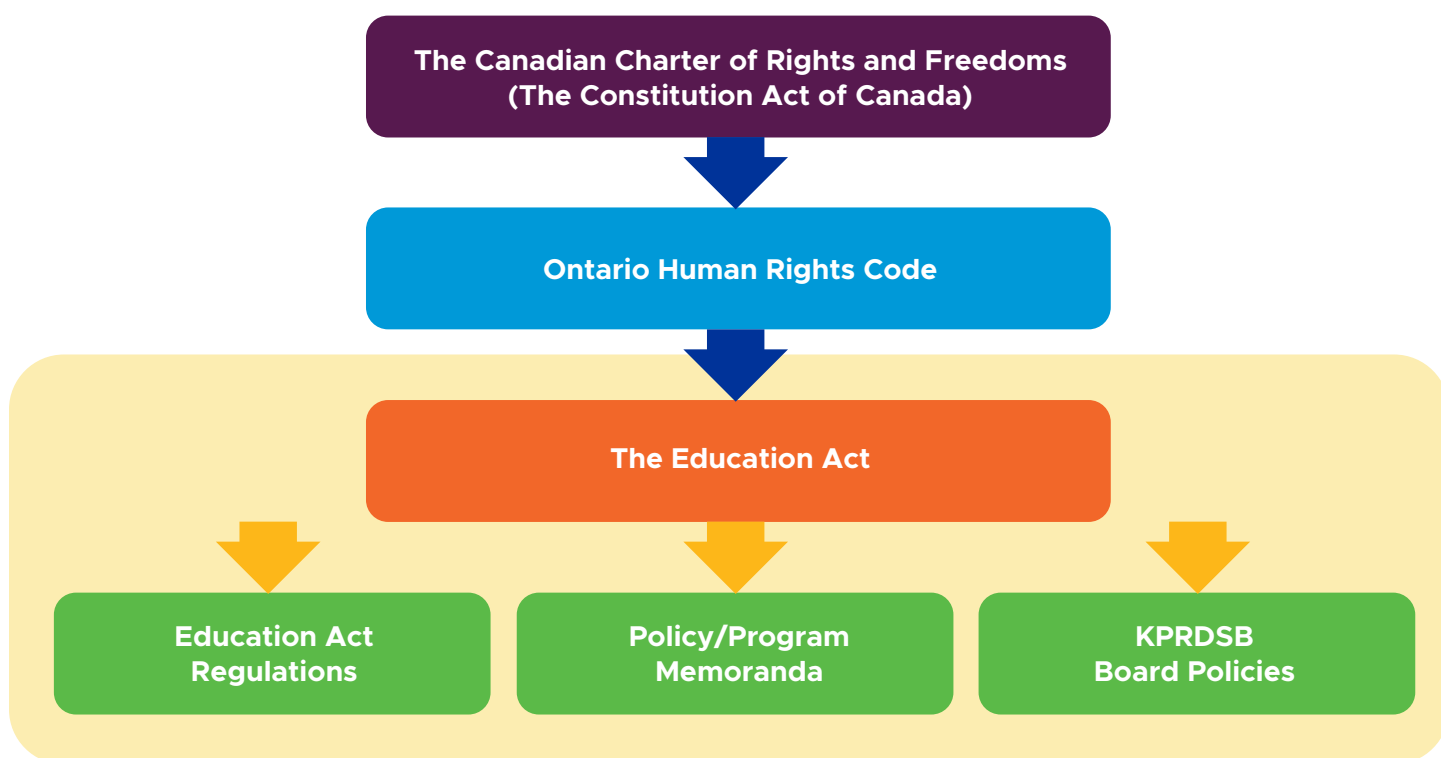 The Canadian Charter of Rights and Freedoms
(The Constitution Act of Canada)
Ontario Human Rights Code
The Education Act
Education Act
Regulations
Policy/Program
Memoranda
KPRDSB
Board Policies